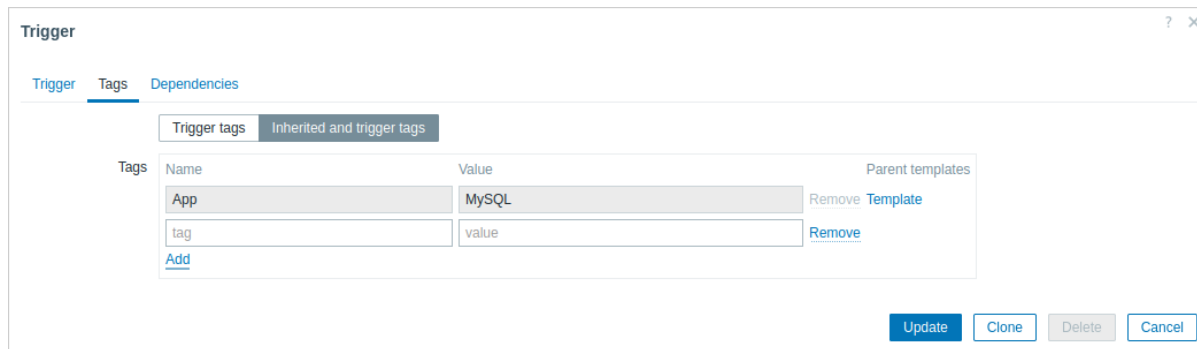 Trigger ? ×
Trigger Tags Dependencies
Trigger tags Inherited and trigger tags
Tags Name Value Parent templates
App MySQL Remove Template
tag value Remove
Add
Update Clone Delete Cancel